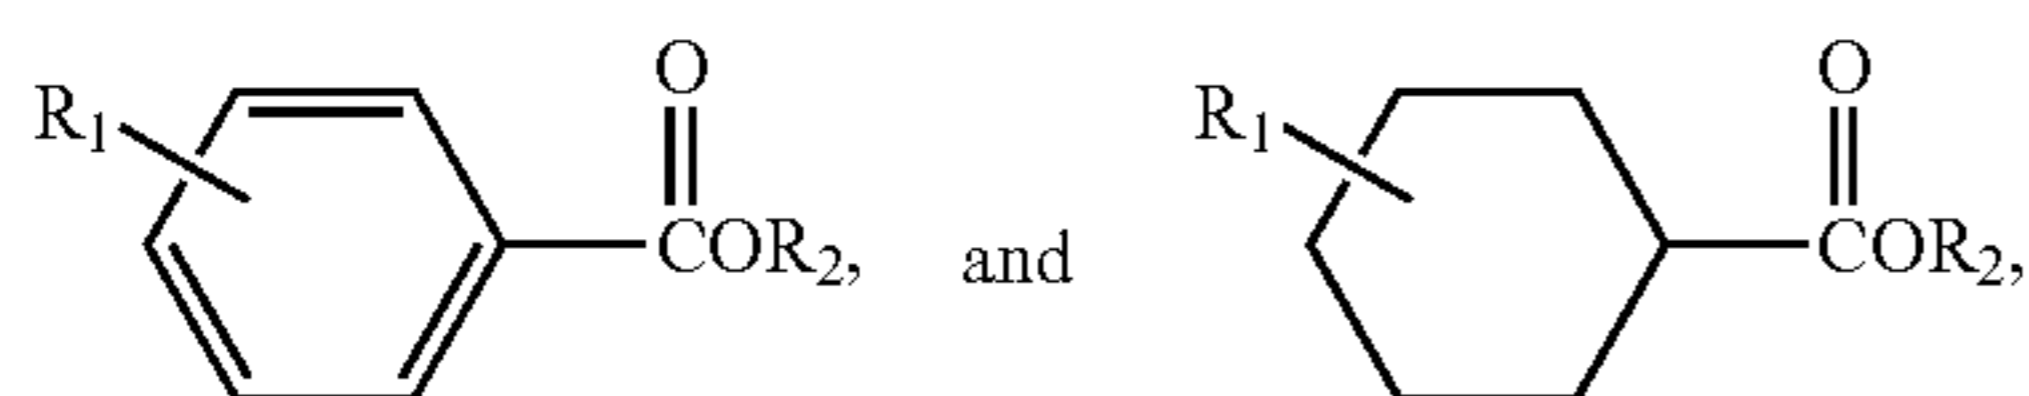 O O
R₁ R₁
COR₂, and COR₂,